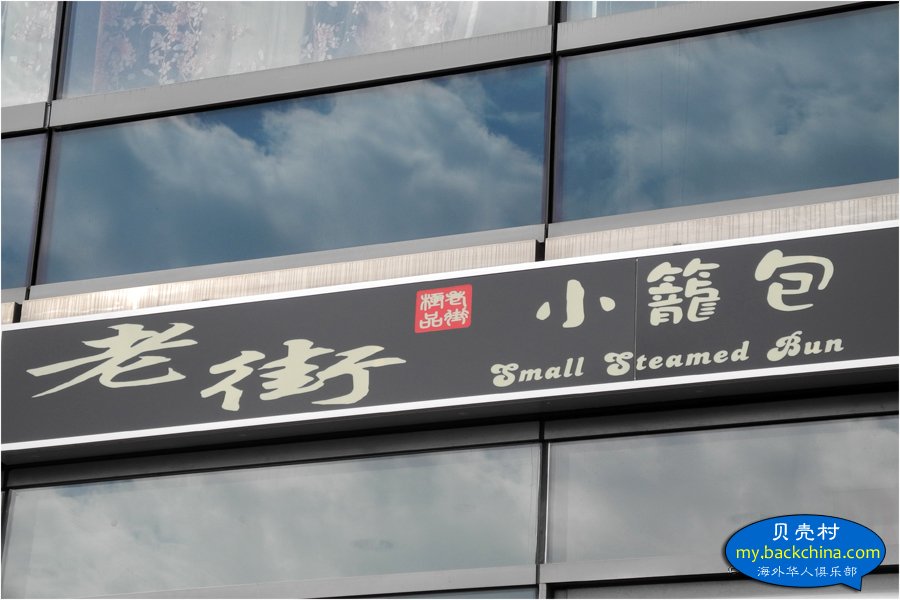 老街
老街
極品
小籠包
Small Steamed Bun
贝壳村
my.backchina.com
海外华人俱乐部